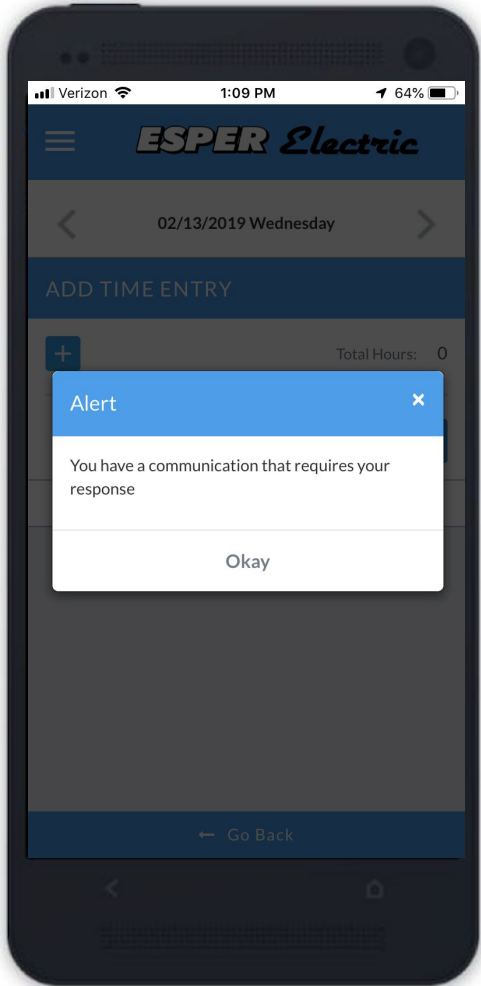 Verizon 1:09 PM 64%
ESPER Electric
02/13/2019 Wednesday
ADD TIME ENTRY
Total Hours: 0
Alert ×
You have a communication that requires your
response
Okay
← Go Back